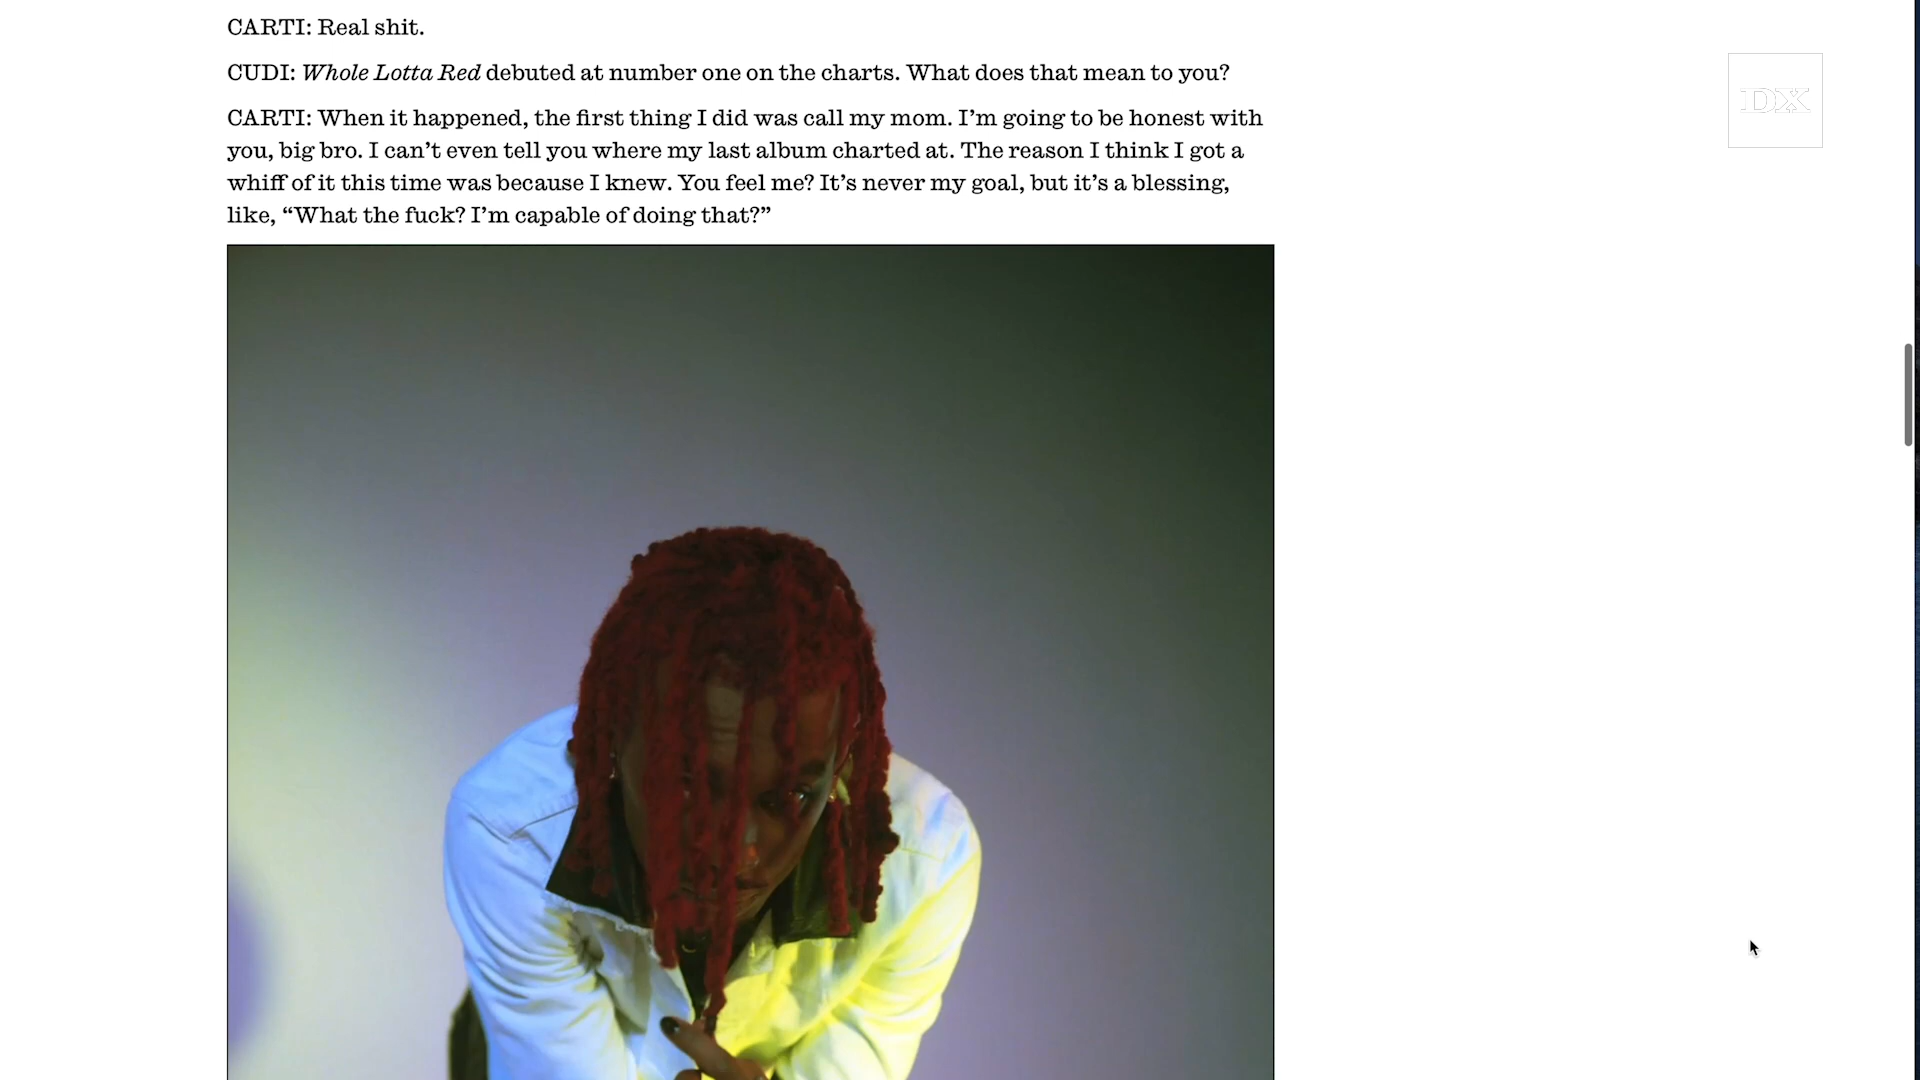 CARTI: Real shit.
CUDI: Whole Lotta Red debuted at number one on the charts. What does that mean to you?
CARTI: When it happened, the first thing I did was call my mom. I’m going to be honest with
you, big bro. I can’t even tell you where my last album charted at. The reason I think I got a
whiff of it this time was because I knew. You feel me? It’s never my goal, but it’s a blessing,
like, “What the fuck? I’m capable of doing that?”
DX